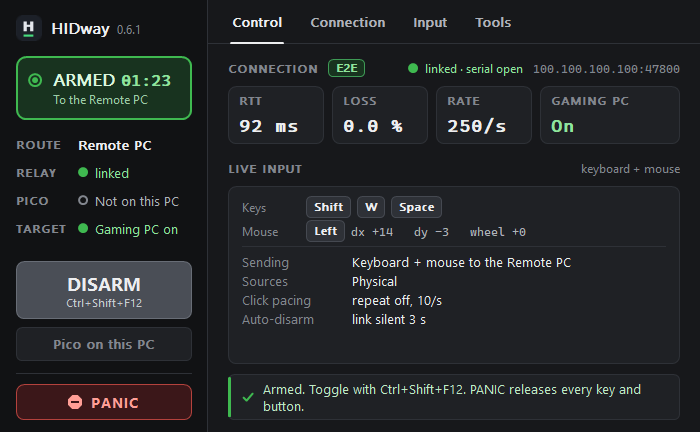 H HIDway 0.6.1
ARMED 01:23
To the Remote PC
ROUTE Remote PC
RELAY linked
PICO Not on this PC
TARGET Gaming PC on
DISARM
Ctrl+Shift+F12
Pico on this PC
PANIC
Control Connection Input Tools
CONNECTION E2E linked · serial open 100.100.100.100:47800
RTT LOSS RATE GAMING PC
92 ms 0.0 % 250/s On
LIVE INPUT keyboard + mouse
Keys Shift W Space
Mouse Left dx +14 dy −3 wheel +0
Sending Keyboard + mouse to the Remote PC
Sources Physical
Click pacing repeat off, 10/s
Auto-disarm link silent 3 s
Armed. Toggle with Ctrl+Shift+F12. PANIC releases every key and
button.